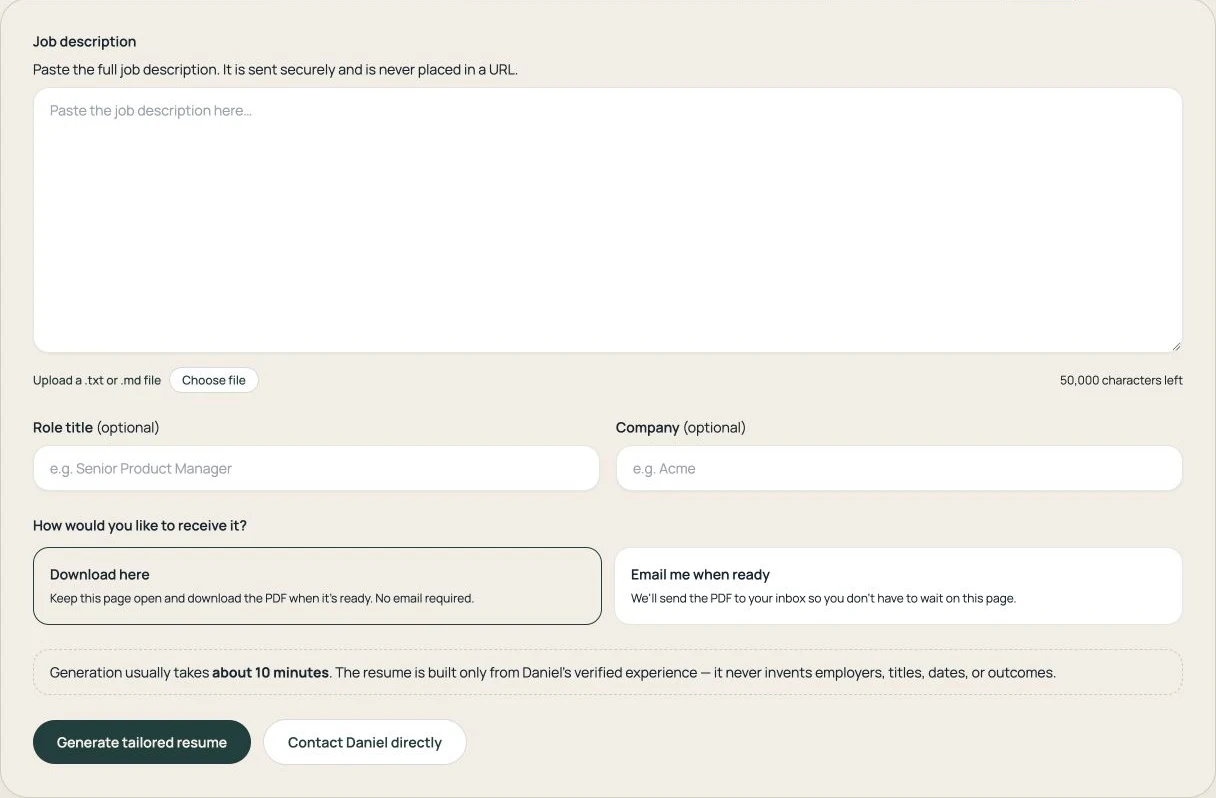 Job description
Paste the full job description. It is sent securely and is never placed in a URL.
Paste the job description here...
Upload a .txt or .md file
Choose file
50,000 characters left
Role title (optional)
Company (optional)
e.g. Senior Product Manager
e.g. Acme
How would you like to receive it?
Download here
Keep this page open and download the PDF when it's ready. No email required.
Email me when ready
We'll send the PDF to your inbox so you don't have to wait on this page.
Generation usually takes about 10 minutes. The resume is built only from Daniel's verified experience — it never invents employers, titles, dates, or outcomes.
Generate tailored resume
Contact Daniel directly